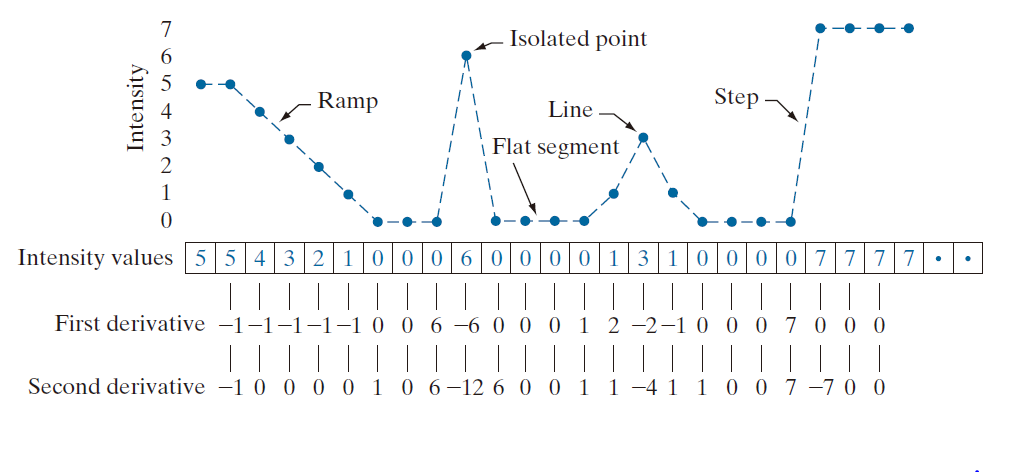 7
6 Isolated point
5
Intensity
4 Ramp Line Step
3 Flat segment
2
1
0
Intensity values 5 5 4 3 2 1 0 0 0 6 0 0 0 0 1 3 1 0 0 0 0 7 7 7 7 · ·
First derivative −1 −1 −1 −1 −1 0 0 6 −6 0 0 0 1 2 −2 −1 0 0 0 7 0 0 0
Second derivative −1 0 0 0 0 1 0 6 −12 6 0 0 1 1 −4 1 1 0 0 7 −7 0 0